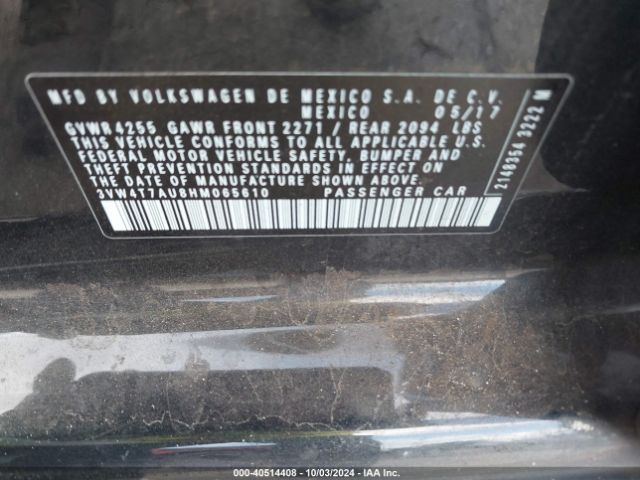 MFD BY VOLKSWAGEN DE MEXICO S.A. DE C.V.
MEXICO 05/17
GVWR 4255 GAWR FRONT 2271 / REAR 2094 LBS
THIS VEHICLE CONFORMS TO ALL APPLICABLE U.S.
FEDERAL MOTOR VEHICLE SAFETY, BUMPER, AND
THEFT PREVENTION STANDARDS IN EFFECT ON
THE DATE OF MANUFACTURE SHOWN ABOVE.
3VW4T7AU8HM065610 PASSENGER CAR
2148354 3222 M
000-40514408 - 10/03/2024 - IAA Inc.